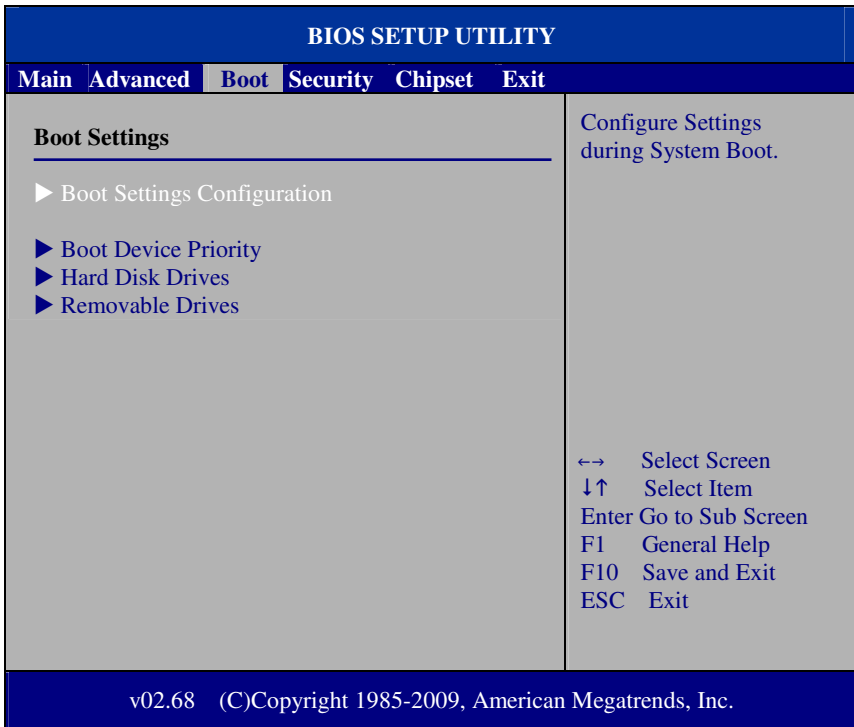 BIOS SETUP UTILITY
Main Advanced Boot Security Chipset Exit
Boot Settings
▶ Boot Settings Configuration
▶ Boot Device Priority
▶ Hard Disk Drives
▶ Removable Drives
Configure Settings
during System Boot.
←→ Select Screen
↓↑ Select Item
Enter Go to Sub Screen
F1 General Help
F10 Save and Exit
ESC Exit
v02.68 (C)Copyright 1985-2009, American Megatrends, Inc.